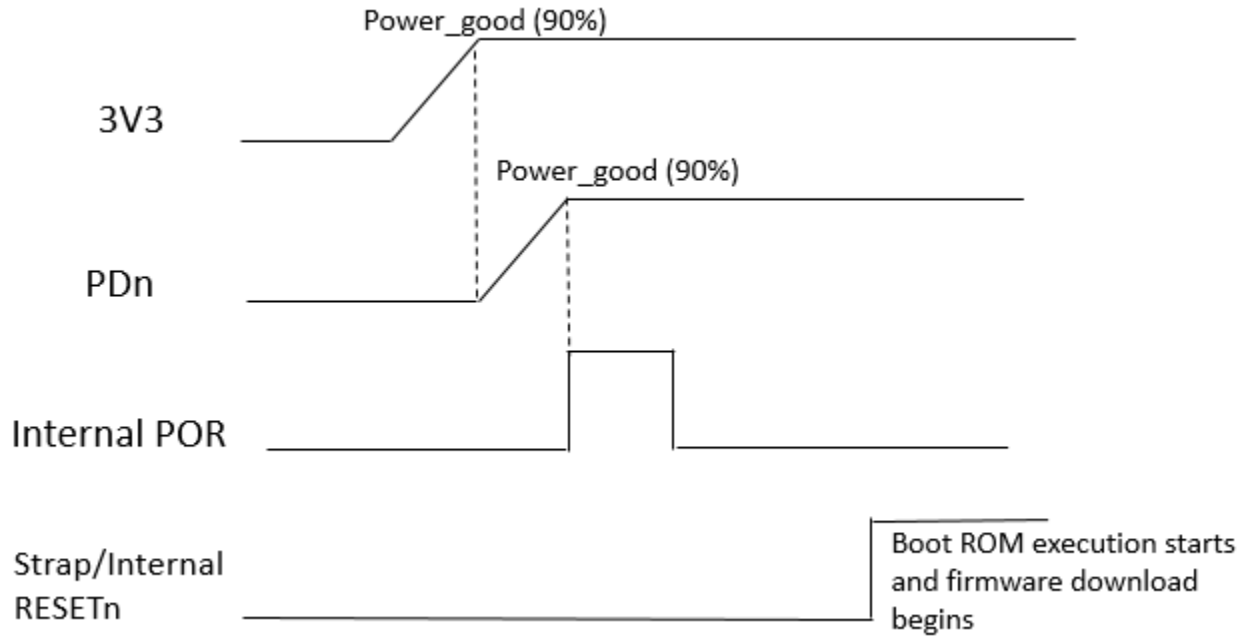 Power_good (90%)
3V3
Power_good (90%)
PDn
Internal POR
Strap/Internal
RESETn
Boot ROM execution starts
and firmware download
begins